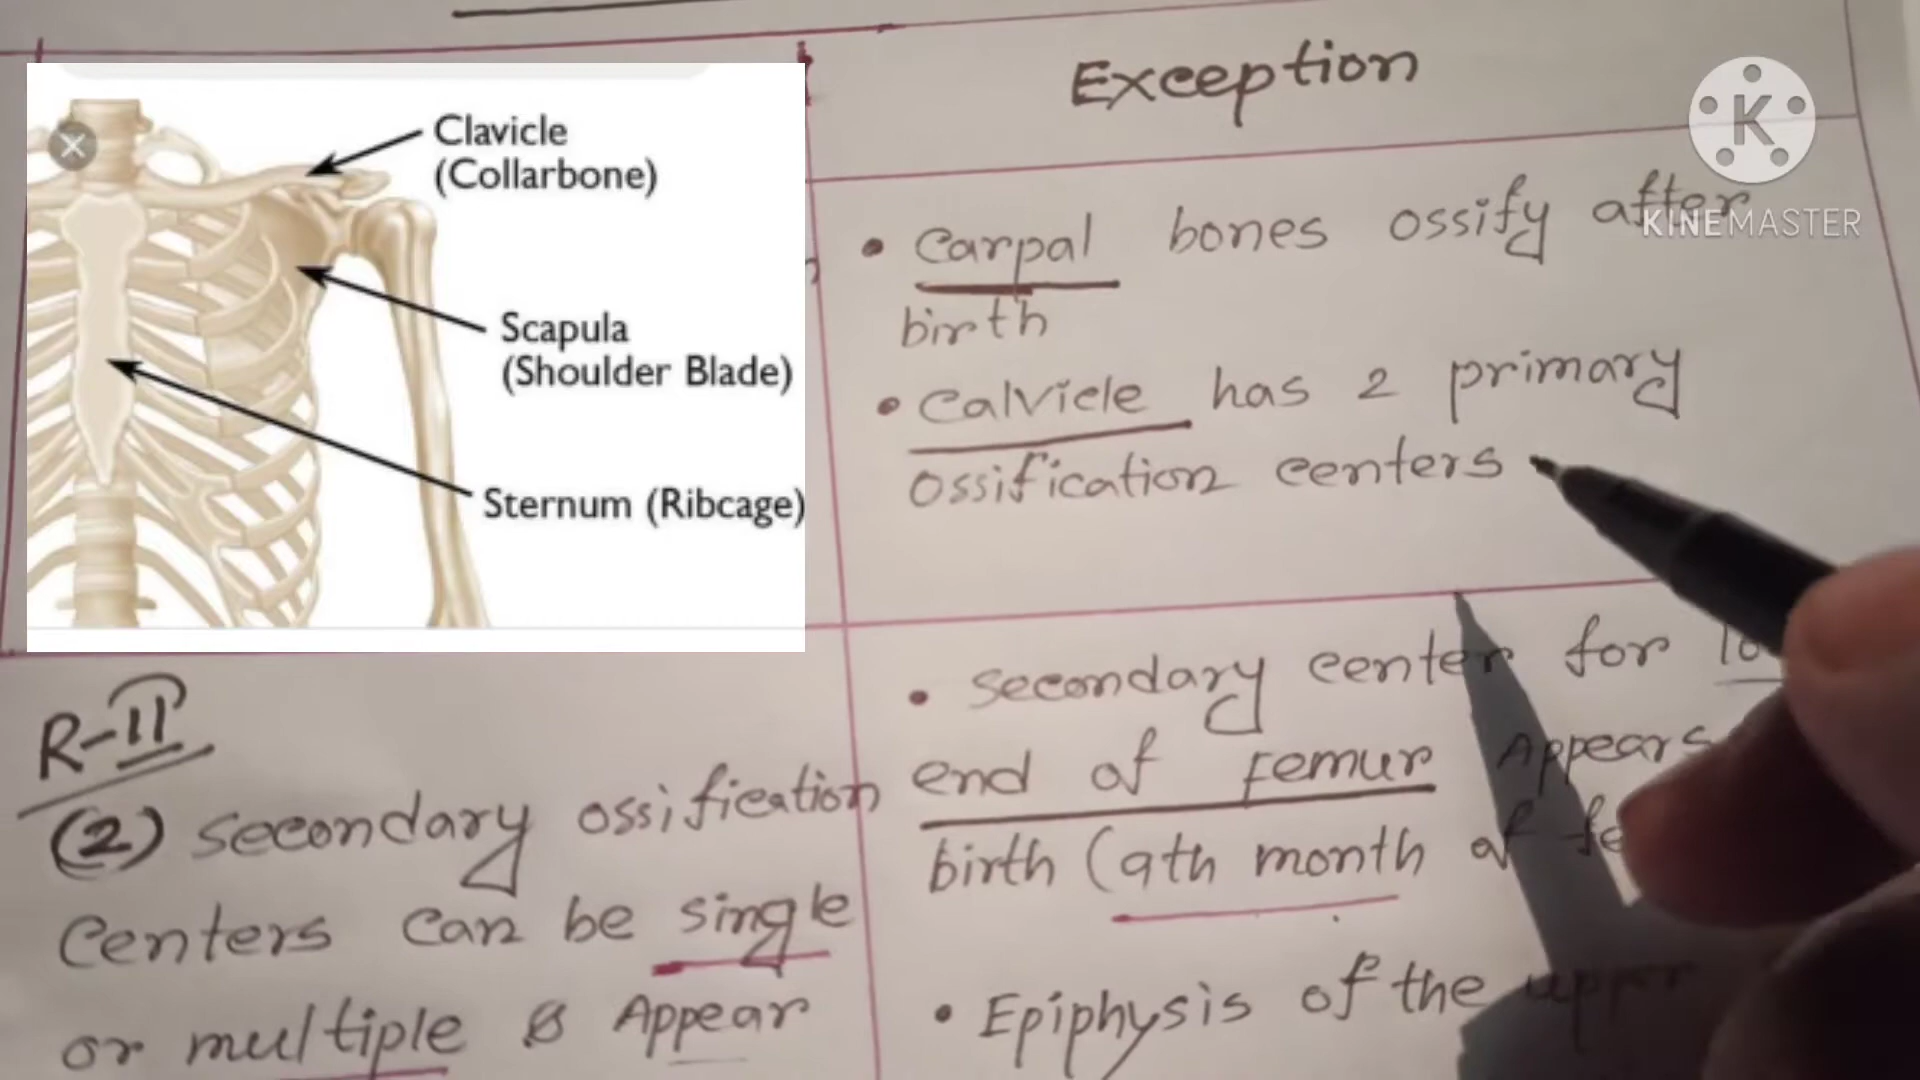 Exception
K
KINEMASTER
Clavicle
(Collarbone)
Scapula
(Shoulder Blade)
Sternum (Ribcage)
• Carpal bones ossify after
birth
• Calvicle has 2 primary
ossification centers
R-II
(2) Secondary ossification
Centers can be single
or multiple & Appear
• Secondary center for
end of femur Appears
birth (9th month of
• Epiphysis of the upper